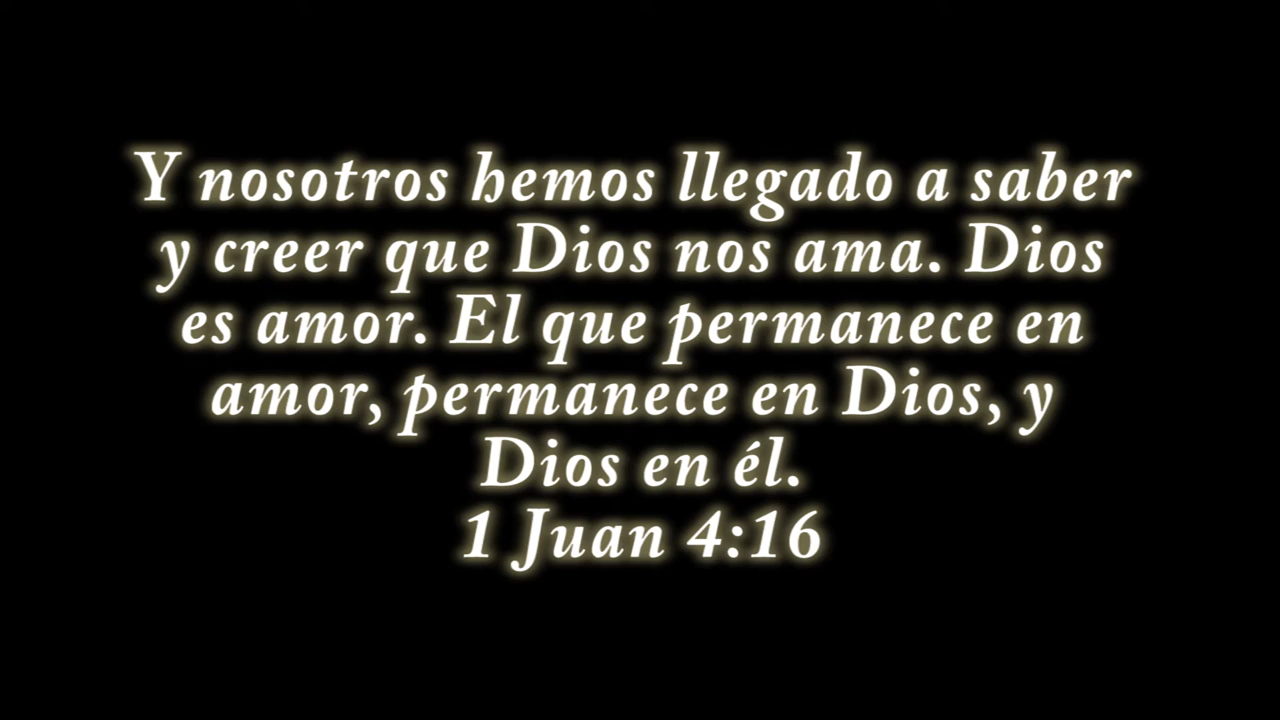 Y nosotros hemos llegado a saber
y creer que Dios nos ama. Dios
es amor. El que permanece en
amor, permanece en Dios, y
Dios en él.
1 Juan 4:16